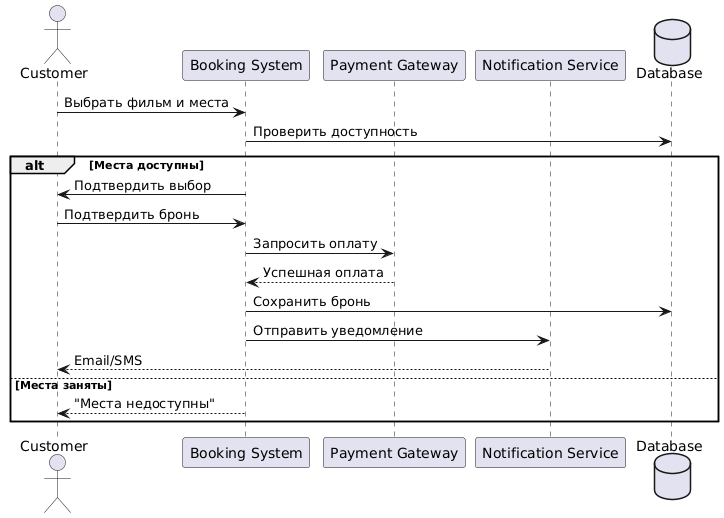 Customer
Booking System
Payment Gateway
Notification Service
Database
Выбрать фильм и места
Проверить доступность
alt
[Места доступны]
Подтвердить выбор
Подтвердить бронь
Запросить оплату
Успешная оплата
Сохранить бронь
Отправить уведомление
Email/SMS
[Места заняты]
"Места недоступны"
Customer
Booking System
Payment Gateway
Notification Service
Database